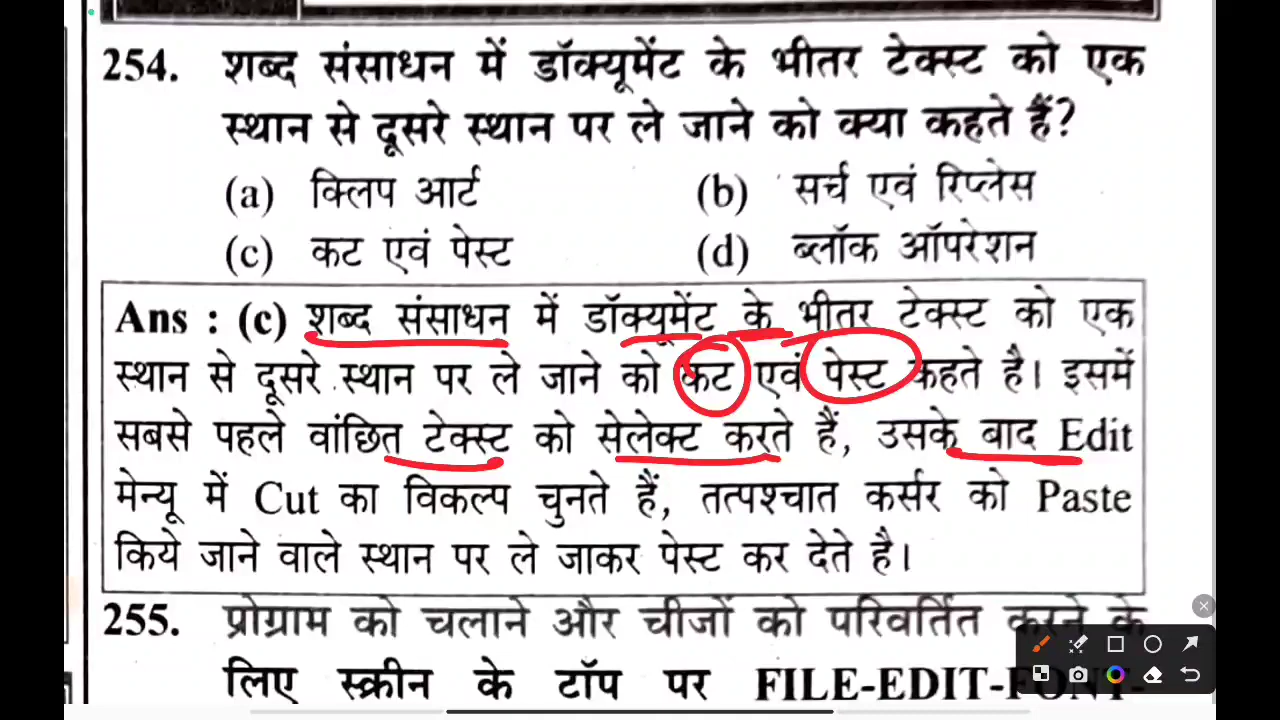 254. शब्द संसाधन में डॉक्यूमेंट के भीतर टेक्स्ट को एक
स्थान से दूसरे स्थान पर ले जाने को क्या कहते हैं?
(a) क्लिप आर्ट (b) सर्च एवं रिप्लेस
(c) कट एवं पेस्ट (d) ब्लॉक ऑपरेशन
Ans : (c) शब्द संसाधन में डॉक्यूमेंट के भीतर टेक्स्ट को एक
स्थान से दूसरे स्थान पर ले जाने को कट एवं पेस्ट कहते है। इसमें
सबसे पहले वांछित टेक्स्ट को सेलेक्ट करते हैं, उसके बाद Edit
मेन्यू में Cut का विकल्प चुनते हैं, तत्पश्चात कर्सर को Paste
किये जाने वाले स्थान पर ले जाकर पेस्ट कर देते है।
255. प्रोग्राम को चलाने और चीजों को परिवर्तित करने के
लिए स्क्रीन के टॉप पर FILE-EDIT-FONT-